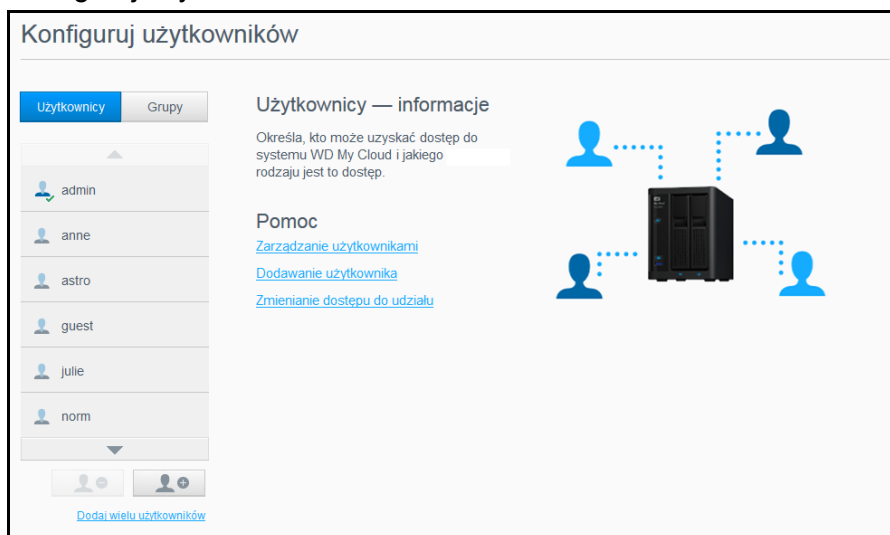 Konfiguruj użytkowników
Użytkownicy
Grupy
admin
anne
astro
guest
julie
norm
Dodaj wielu użytkowników
Użytkownicy — informacje
Określa, kto może uzyskać dostęp do
systemu WD My Cloud i jakiego
rodzaju jest to dostęp.
Pomoc
Zarządzanie użytkownikami
Dodawanie użytkownika
Zmienianie dostępu do udziału